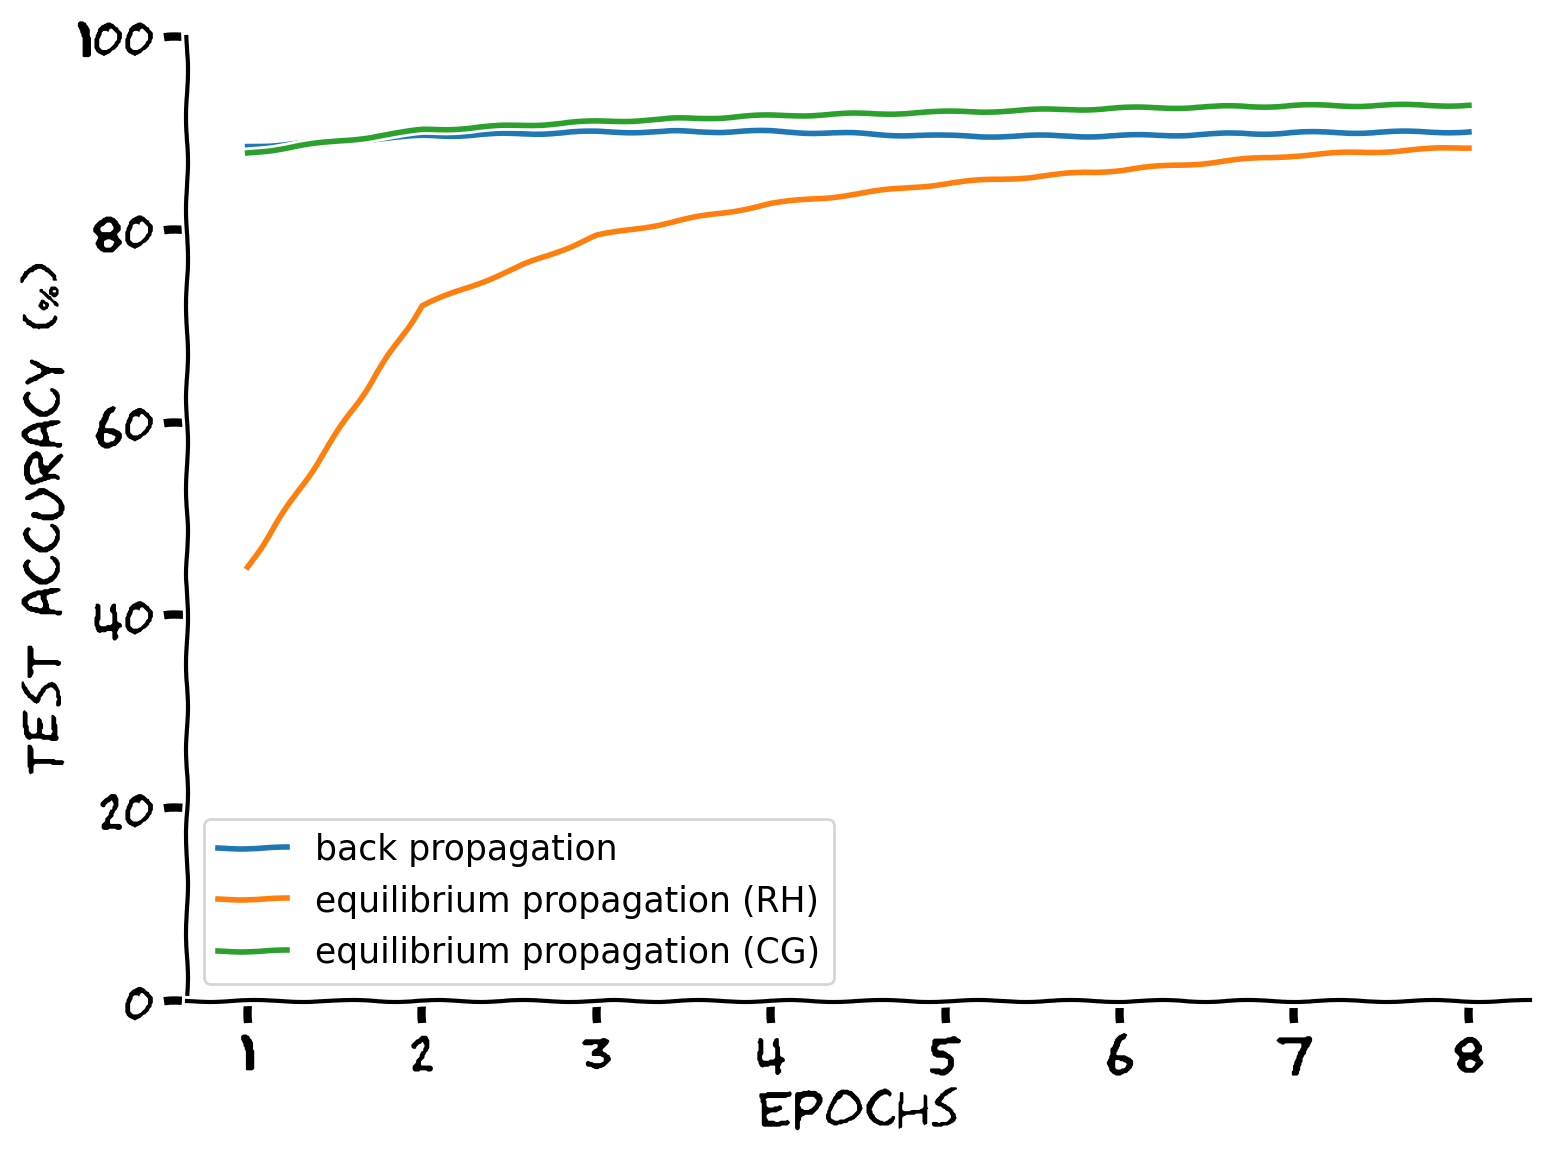 100
80
60
40
20
0
TEST ACCURACY (%)
back propagation
equilibrium propagation (RH)
equilibrium propagation (CG)
1 2 3 4 5 6 7 8
EPOCHS